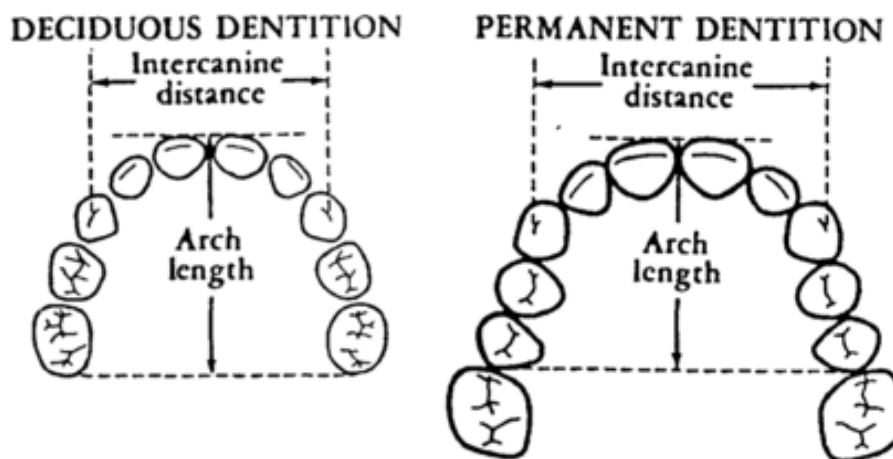 DECIDUOUS DENTITION
Intercanine
distance
Arch
length
PERMANENT DENTITION
Intercanine
distance
Arch
length